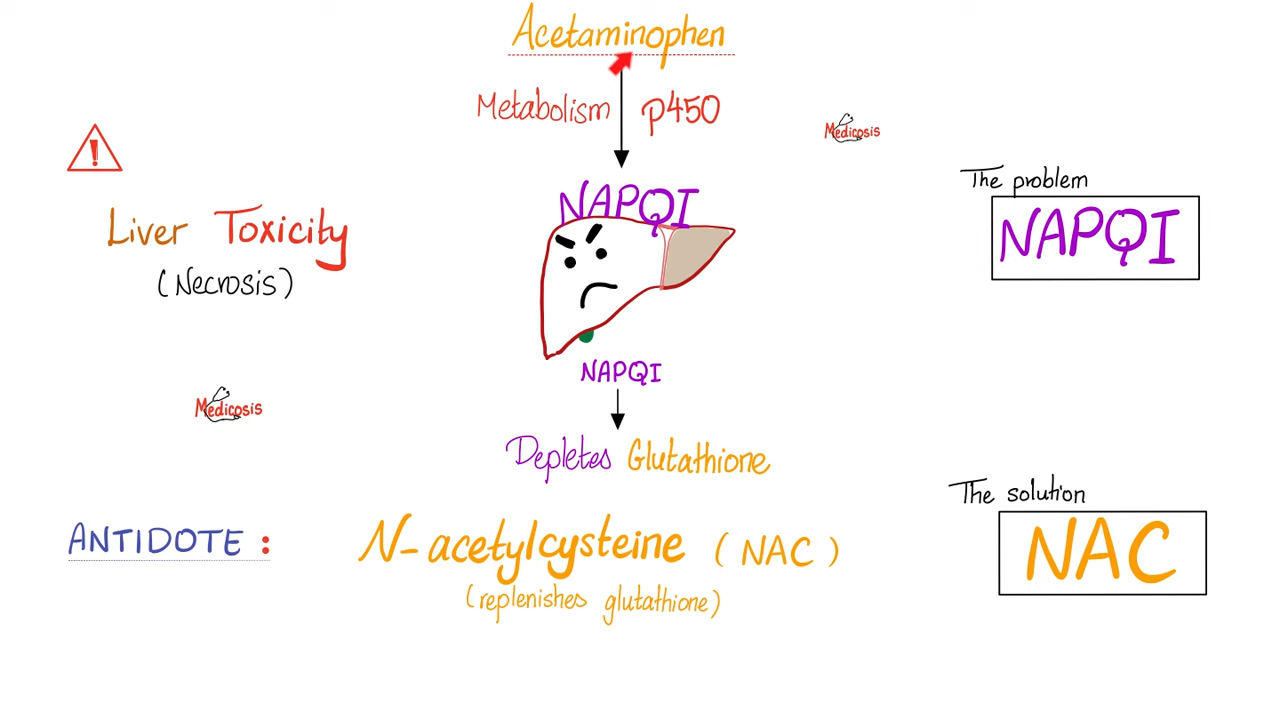 Acetaminophen
Metabolism p450
Medicosis
!
NAPQI
The problem
NAPQI
Liver Toxicity
(Necrosis)
NAPQI
Medicosis
Depletes Glutathione
The solution
NAC
ANTIDOTE : N-acetylcysteine ( NAC )
(replenishes glutathione)